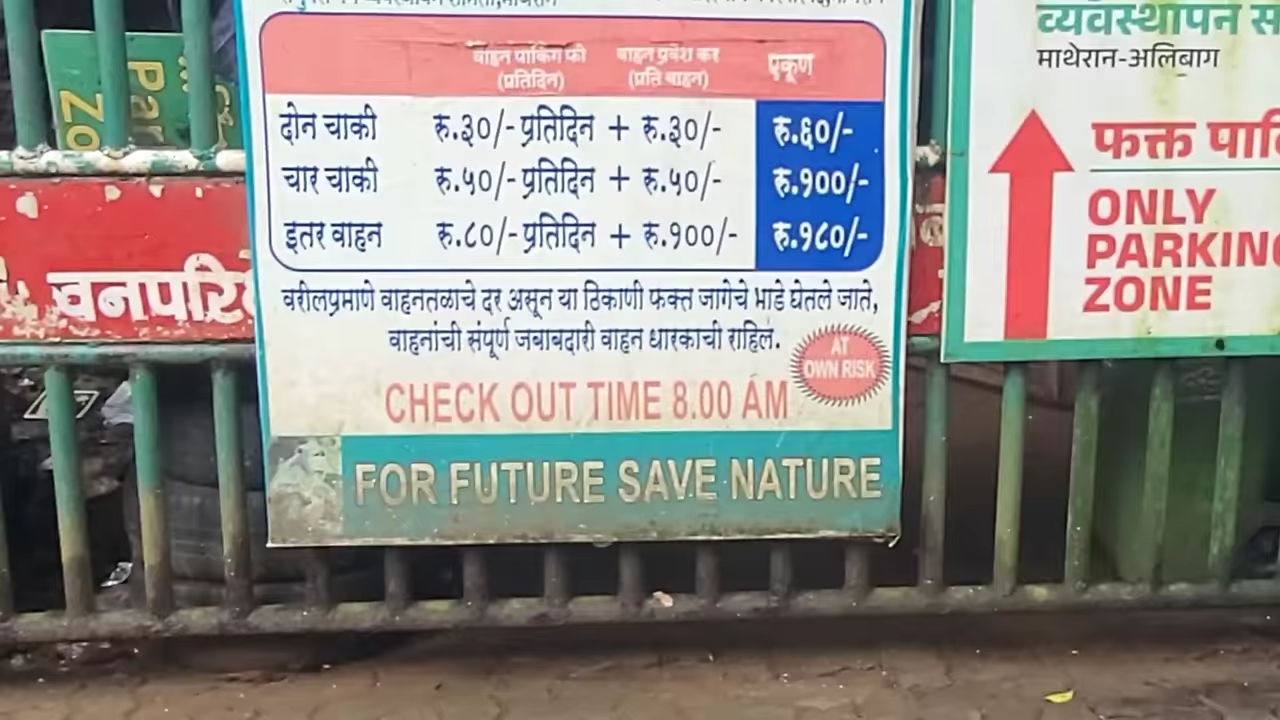 वाहन पार्किंग फी वाहन प्रवेश कर एकूण
(प्रतिदिन) (प्रति वाहन)
दोन चाकी रु.३०/- प्रतिदिन + रु.३०/- रु.६०/-
चार चाकी रु.५०/- प्रतिदिन + रु.५०/- रु.१००/-
इतर वाहन रु.८०/- प्रतिदिन + रु.१००/- रु.१८०/-
वरीलप्रमाणे वाहनतळाचे दर असून या ठिकाणी फक्त जागेचे भाडे घेतले जाते,
वाहनांची संपूर्ण जबाबदारी वाहन धारकाची राहिल.
AT
OWN RISK
CHECK OUT TIME 8.00 AM
FOR FUTURE SAVE NATURE
व्यवस्थापन स
माथेरान-अलिबाग
फक्त पार्कि
ONLY
PARKING
ZONE
वनपरि
Par
Zo